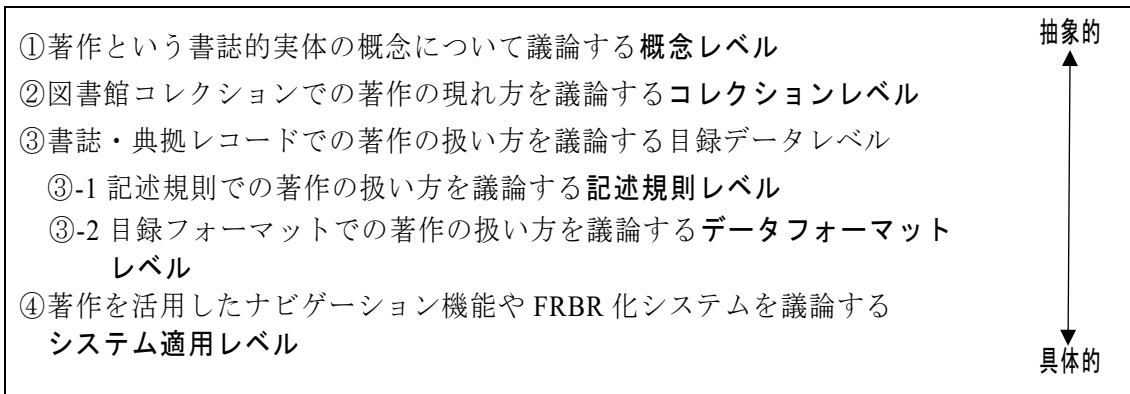 ①著作という書誌的実体の概念について議論する概念レベル
抽象的
②図書館コレクションでの著作の現れ方を議論するコレクションレベル
③書誌・典拠レコードでの著作の扱い方を議論する目録データレベル
③-1 記述規則での著作の扱い方を議論する記述規則レベル
③-2 目録フォーマットでの著作の扱い方を議論するデータフォーマット
レベル
④著作を活用したナビゲーション機能や FRBR 化システムを議論する
システム適用レベル
具体的